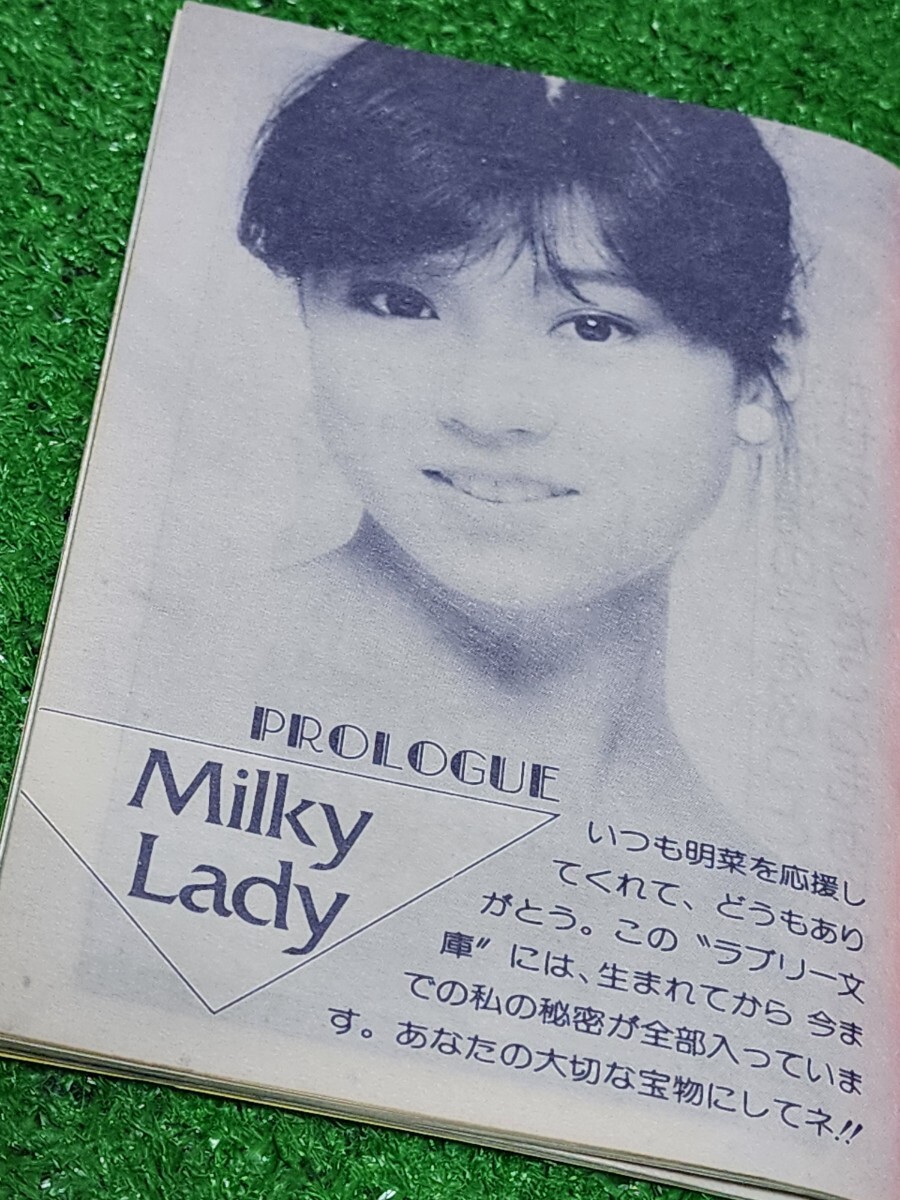 PROLOGUE
Milky
Lady
いつも明菜を応援し
てくれて、どうもあり
がとう。この〝ラブリー文
庫〟には、生まれてから 今ま
での私の秘密が全部入っていま
す。あなたの大切な宝物にしてネ!!